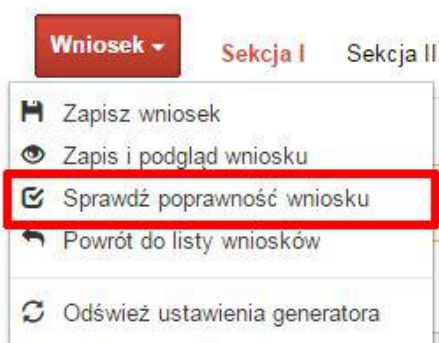 Wniosek Sekcja I Sekcja II
Zapisz wniosek
Zapis i podgląd wniosku
Sprawdź poprawność wniosku
Powrót do listy wniosków
Odśwież ustawienia generatora